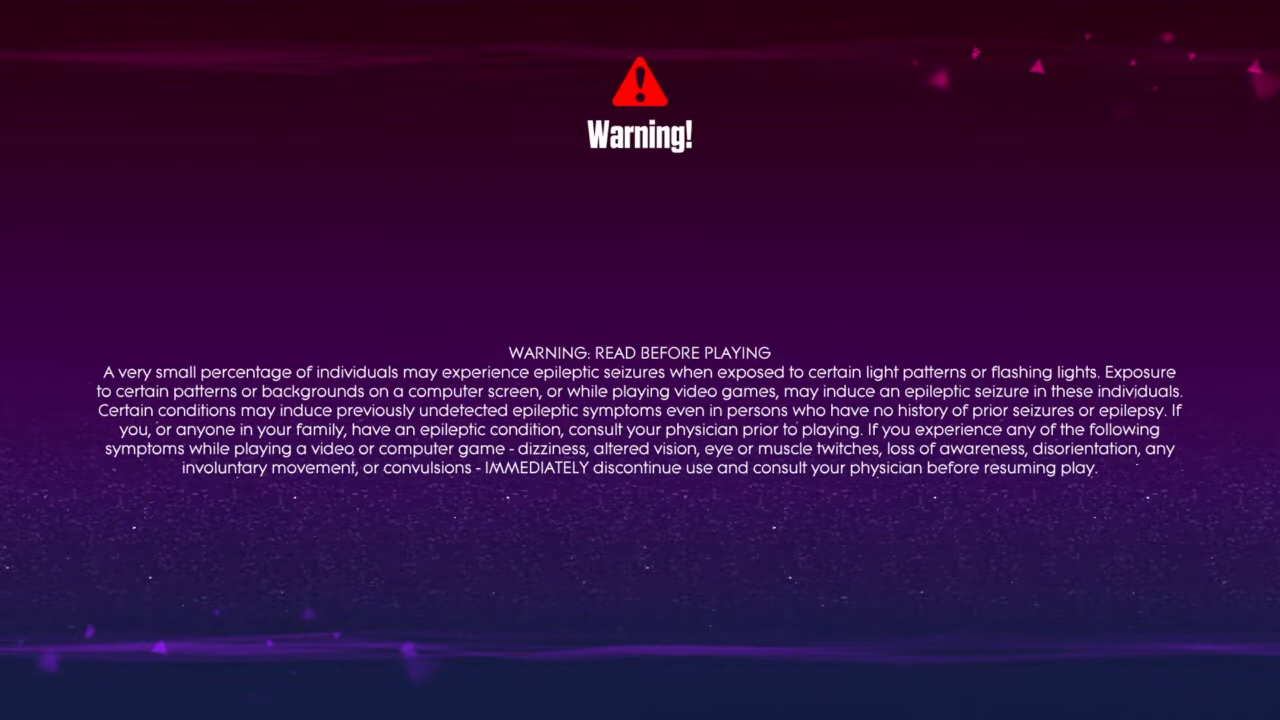 Warning!
WARNING: READ BEFORE PLAYING
A very small percentage of individuals may experience epileptic seizures when exposed to certain light patterns or flashing lights. Exposure
to certain patterns or backgrounds on a computer screen, or while playing video games, may induce an epileptic seizure in these individuals.
Certain conditions may induce previously undetected epileptic symptoms even in persons who have no history of prior seizures or epilepsy. If
you, or anyone in your family, have an epileptic condition, consult your physician prior to playing. If you experience any of the following
symptoms while playing a video or computer game - dizziness, altered vision, eye or muscle twitches, loss of awareness, disorientation, any
involuntary movement, or convulsions - IMMEDIATELY discontinue use and consult your physician before resuming play.